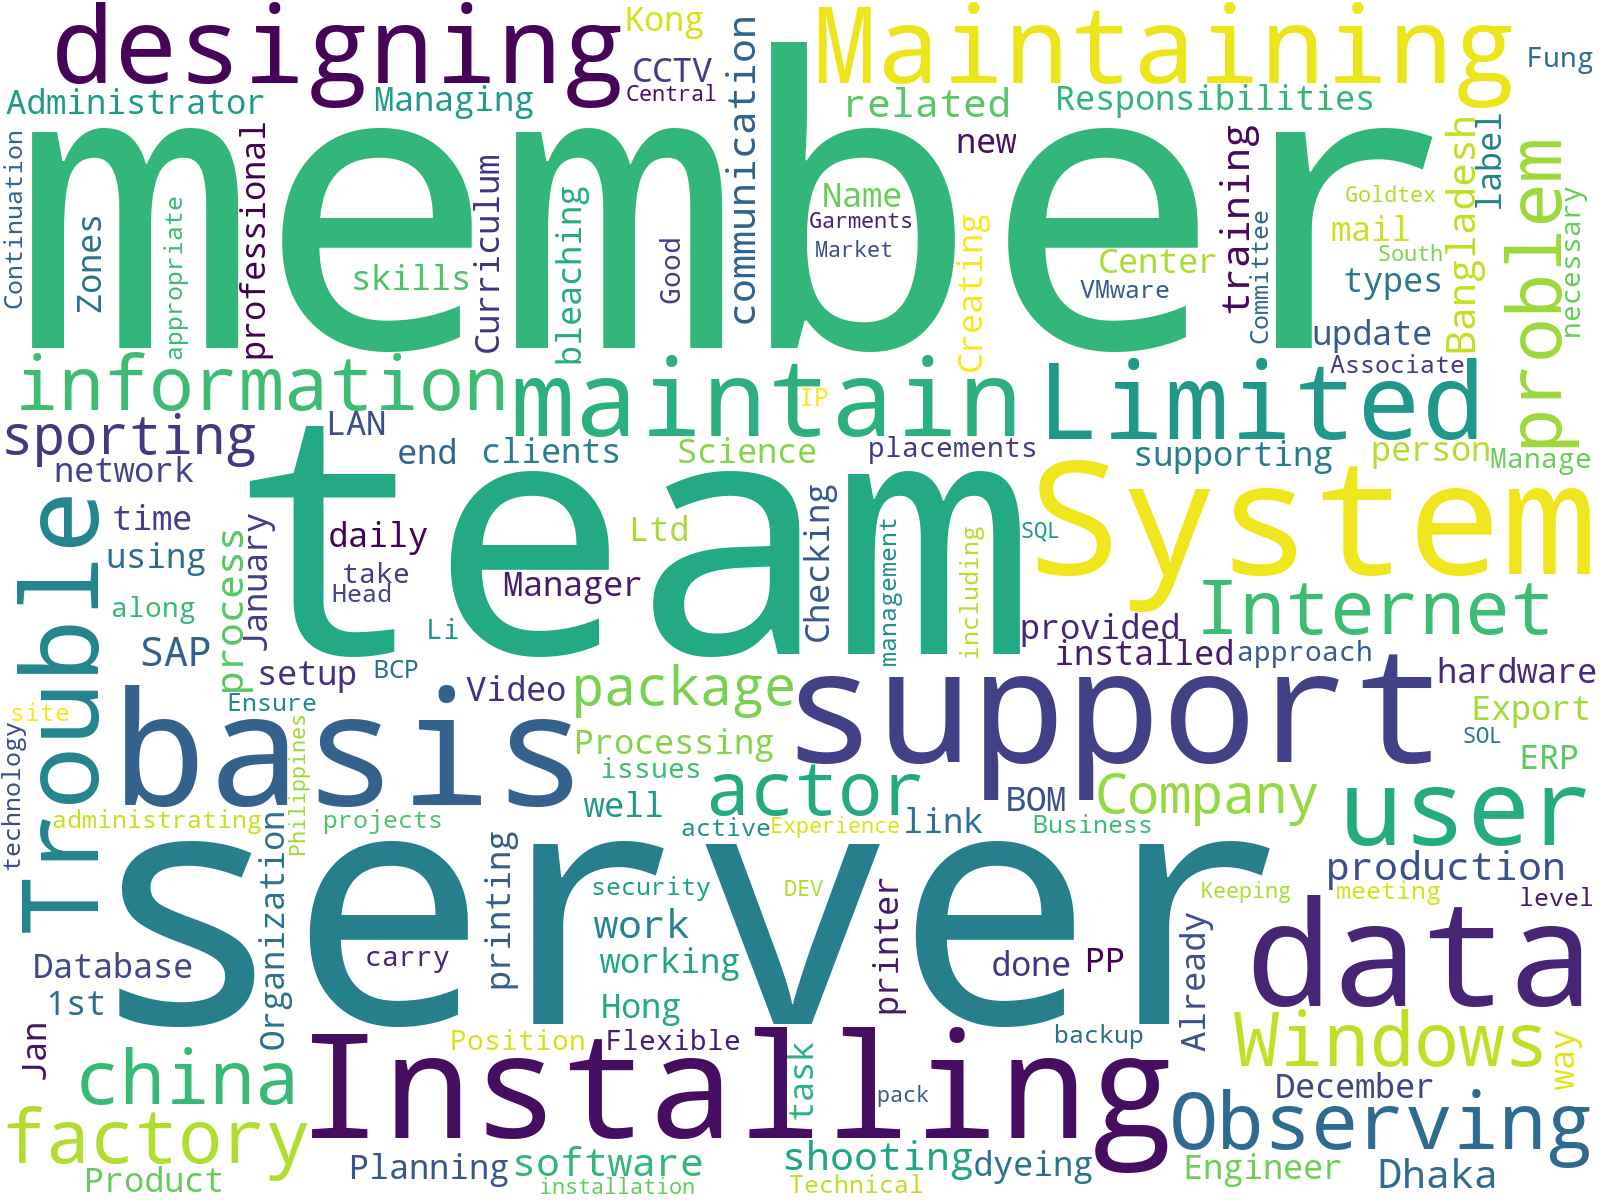 designing
Kong
Maintaining
CCTV
Fung
Central
communication
Administrator
Managing
related
Responsibilities
member
new
label
Continuation
professional
training
Bangladesh
problem
Zones
appropriate
Curriculum
bleaching
Good
Name
Garments
Market
Creating
Center
VMware
Committee
Goldtex
mail
South
types
necessary
skills
update
Associate
information
maintain
IP
Limited
sporting
LAN
network
end
clients
Science
placements
supporting
person
Manage
team
System
Trouble
time
using
process
January
daily
take
Head
Manager
Ltd
Checking
management
including
SQL
along
Li
Internet
provided
installed
approach
hardware
SAP
setup
BCP
Video
package
support
Ensure
site
technology
basis
Philippines
Export
SOL
ERP
Processing
issues
well
actor
BOM
Company
user
administrating
projects
active
Experience
link
Business
Organization
printing
server
production
security
DEV
Keeping
meeting
level
work
printer
data
carry
Database
working
done
PP
Already
1st
Hong
Jan
Position
Flexible
Installing
backup
Windows
way
china
task
pack
December
factory
Observing
Product
Planning
software
installation
shooting
Technical
dyeing
Engineer
Dhaka